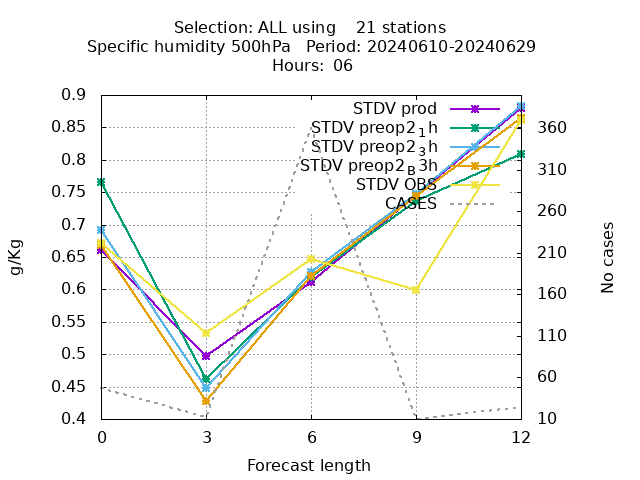 Selection: ALL using    21 stations
Specific humidity 500hPa   Period: 20240610-20240629
Hours:  06
0.9
0.85
0.8
0.75
0.7
0.65
0.6
0.55
0.5
0.45
0.4
g/Kg
STDV prod
STDV preop2₁h
STDV preop2₃h
STDV preop2_B3h
STDV OBS
CASES
360
310
260
210
160
110
60
10
No cases
0
3
6
9
12
Forecast length